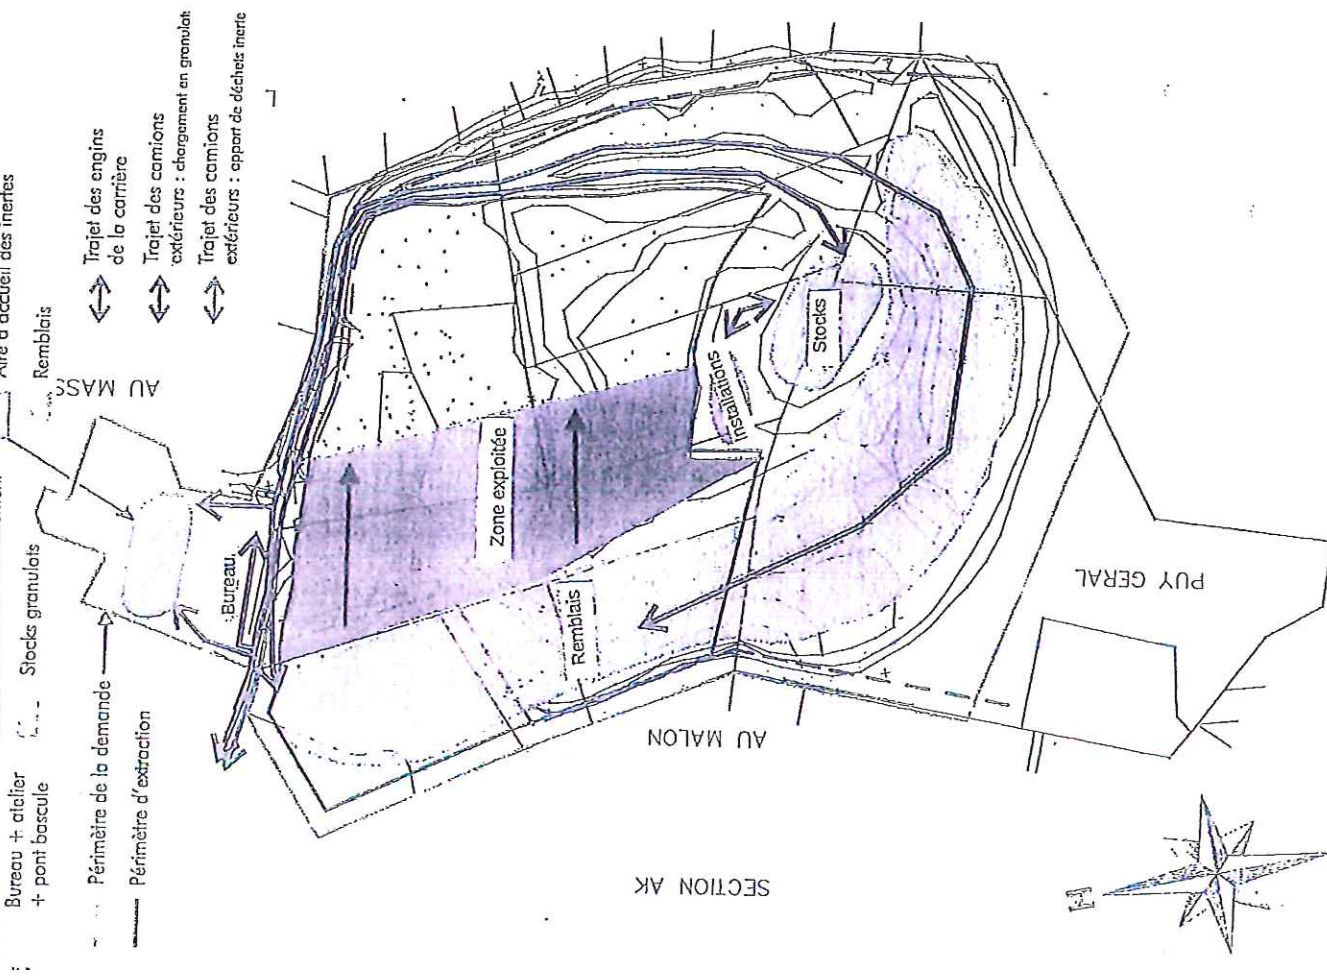 Bureau + atelier
+ pont bascule
Stocks granulats
Remblais
Périmètre de la demande
Périmètre d'extraction
Trajet des engins
de la carrière
Trajet des camions
extérieurs : chargement en granulat
Trajet des camions
extérieurs : apport de déchets inerte
Aire d'accueil des inertes
AU MASS
Bureau
Zone exploitée
Installations
Stocks
Remblais
AU MALON
PUY GERAL
SECTION AK